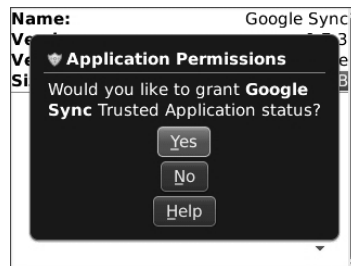 Name: Google Sync
Application Permissions
Would you like to grant Google
Sync Trusted Application status?
Yes
No
Help